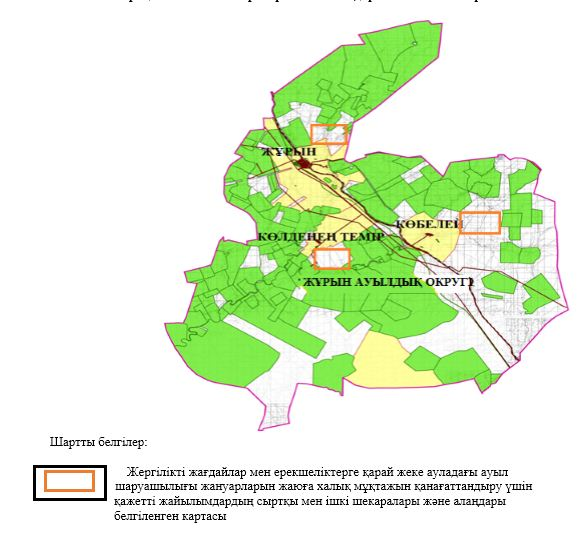 ЖҰРЫН
КӨБЕЛЕЙ
КӨЛДЕНЕҢ ТЕМІР
ЖҰРЫН АУЫЛДЫҚ ОКРУГІ
Шартты белгілер:
Жергілікті жағдайлар мен ерекшеліктерге қарай жеке ауладағы ауыл
шаруашылығы жануарларын жаюға халық мұқтажын қанағаттандыру үшін
қажетті жайылымдардың сыртқы мен ішкі шекаралары және алаңдары
белгіленген картасы